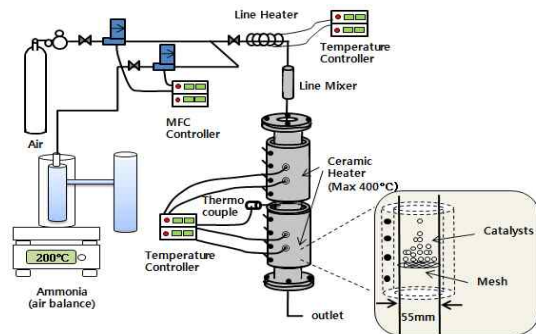 Line Heater
Temperature
Controller
Line Mixer
Air
MFC
Controller
Ceramic
Heater
(Max 400℃)
Thermo
couple
Temperature
Controller
200℃
Ammonia
(air balance)
Catalysts
Mesh
55mm
outlet